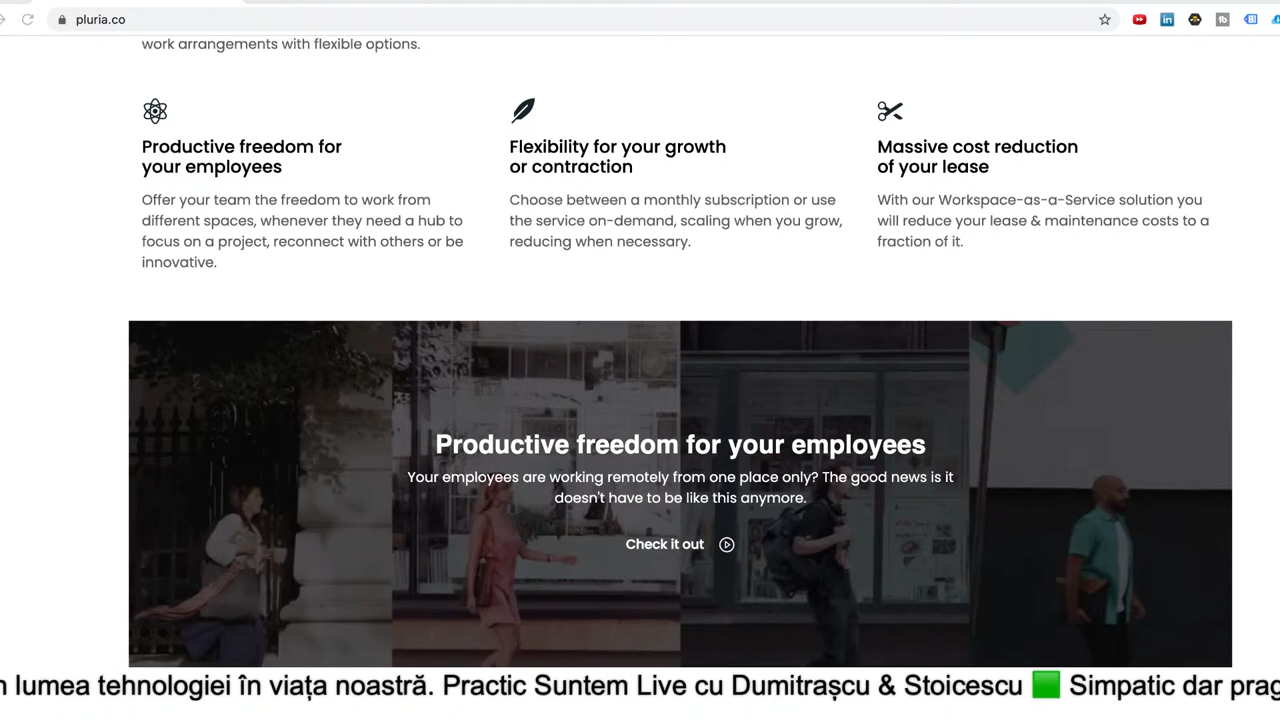 pluria.co
work arrangements with flexible options.
Productive freedom for
your employees
Offer your team the freedom to work from
different spaces, whenever they need a hub to
focus on a project, reconnect with others or be
innovative.
Flexibility for your growth
or contraction
Choose between a monthly subscription or use
the service on-demand, scaling when you grow,
reducing when necessary.
Massive cost reduction
of your lease
With our Workspace-as-a-Service solution you
will reduce your lease & maintenance costs to a
fraction of it.
Productive freedom for your employees
Your employees are working remotely from one place only? The good news is it
doesn't have to be like this anymore.
Check it out
lumea tehnologiei în viața noastră. Practic Suntem Live cu Dumitrașcu & Stoicescu 🟩 Simpatic dar